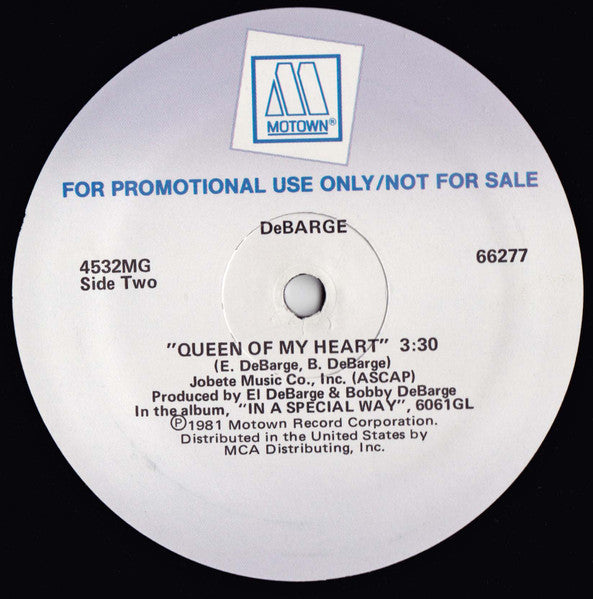 MOTOWN®
FOR PROMOTIONAL USE ONLY/NOT FOR SALE
DeBARGE
4532MG
Side Two
66277
"QUEEN OF MY HEART" 3:30
(E. DeBarge, B. DeBarge)
Jobete Music Co., Inc. (ASCAP)
Produced by El DeBarge & Bobby DeBarge
In the album, "IN A SPECIAL WAY", 6061GL
℗1981 Motown Record Corporation.
Distributed in the United States by
MCA Distributing, Inc.